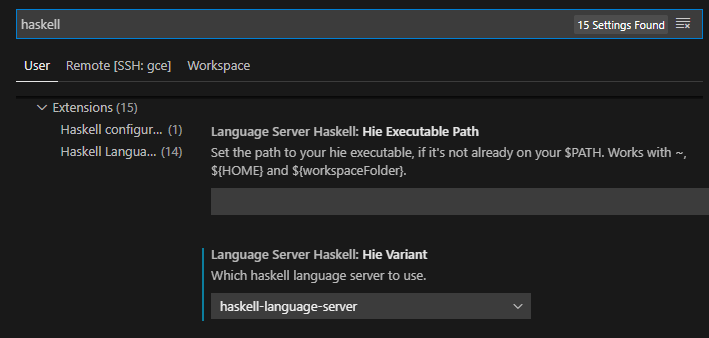 haskell
15 Settings Found
User Remote [SSH: gce] Workspace
Extensions (15)
Haskell configur... (1)
Haskell Langua... (14)
Language Server Haskell: Hie Executable Path
Set the path to your hie executable, if it's not already on your $PATH. Works with ~,
${HOME} and ${workspaceFolder}.
Language Server Haskell: Hie Variant
Which haskell language server to use.
haskell-language-server